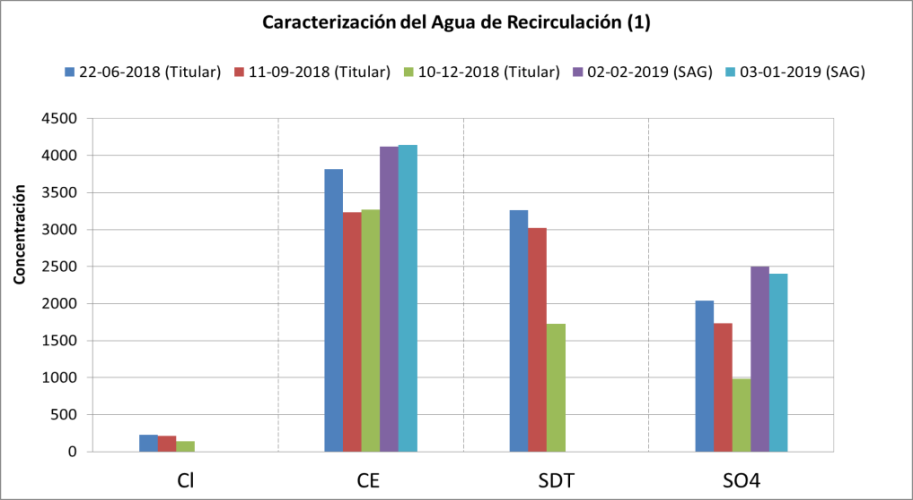 Caracterización del Agua de Recirculación (1)
22-06-2018 (Titular) 11-09-2018 (Titular) 10-12-2018 (Titular) 02-02-2019 (SAG) 03-01-2019 (SAG)
Concentración
4500
4000
3500
3000
2500
2000
1500
1000
500
0
Cl CE SDT SO4